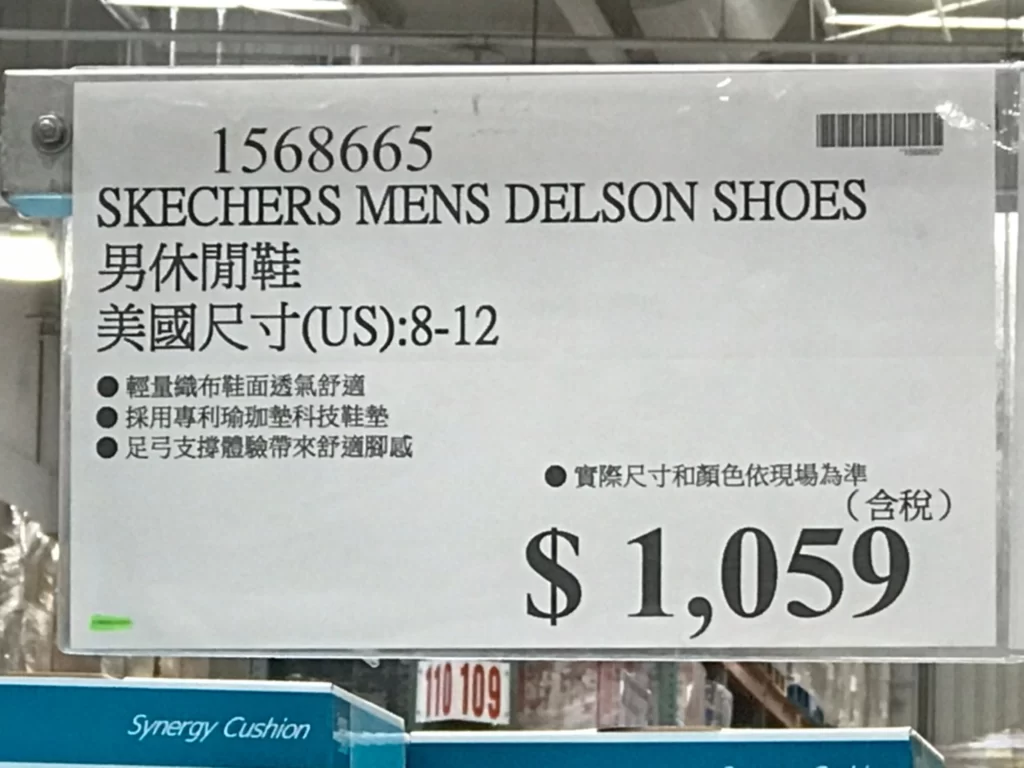 1568665
SKECHERS MENS DELSON SHOES
男休閒鞋
美國尺寸(US):8-12
● 輕量織布鞋面透氣舒適
● 採用專利瑜珈墊科技鞋墊
● 足弓支撐體驗帶來舒適腳感
● 實際尺寸和顏色依現場為準
（含稅）
$ 1,059
110 109
Synergy Cushion